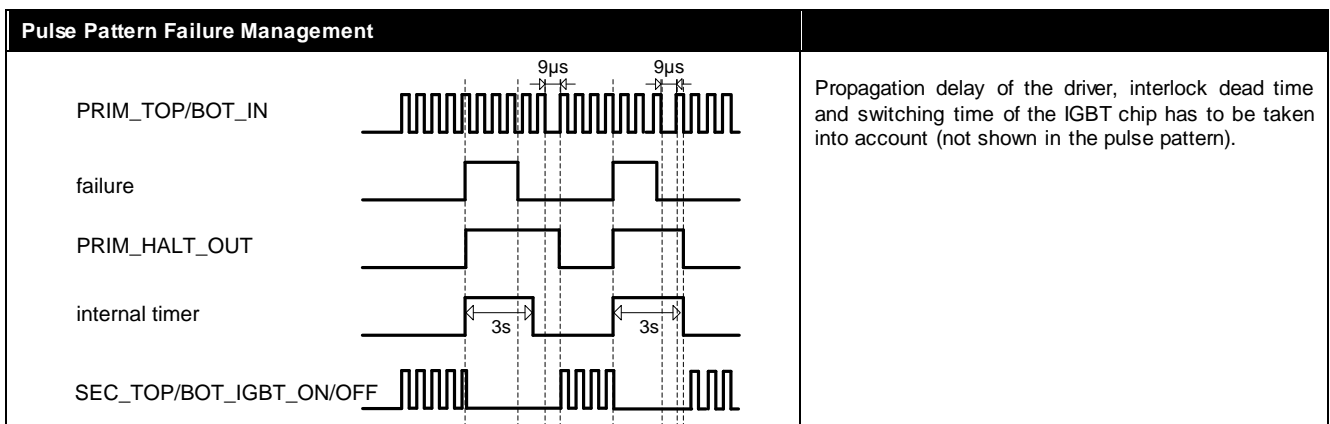 Pulse Pattern Failure Management
9µs 9µs
PRIM_TOP/BOT_IN
failure
PRIM_HALT_OUT
internal timer
3s 3s
SEC_TOP/BOT_IGBT_ON/OFF
Propagation delay of the driver, interlock dead time
and switching time of the IGBT chip has to be taken
into account (not shown in the pulse pattern).